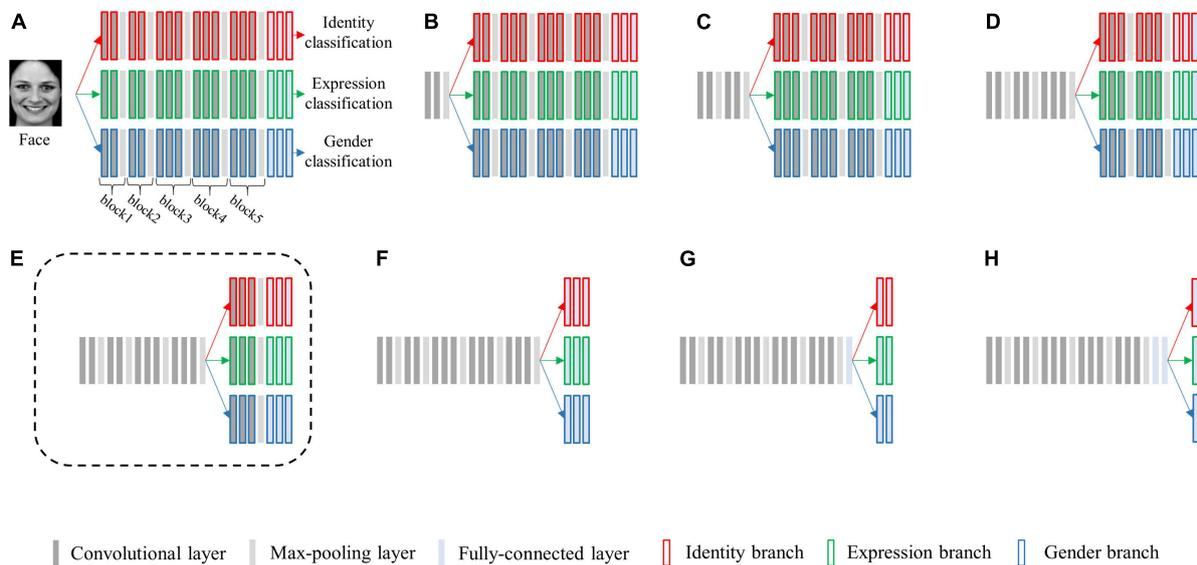 A
B
C
D
Identity
classification
Expression
classification
Gender
classification
Face
block1
block2
block3
block4
block5
E
F
G
H
Convolutional layer
Max-pooling layer
Fully-connected layer
Identity branch
Expression branch
Gender branch